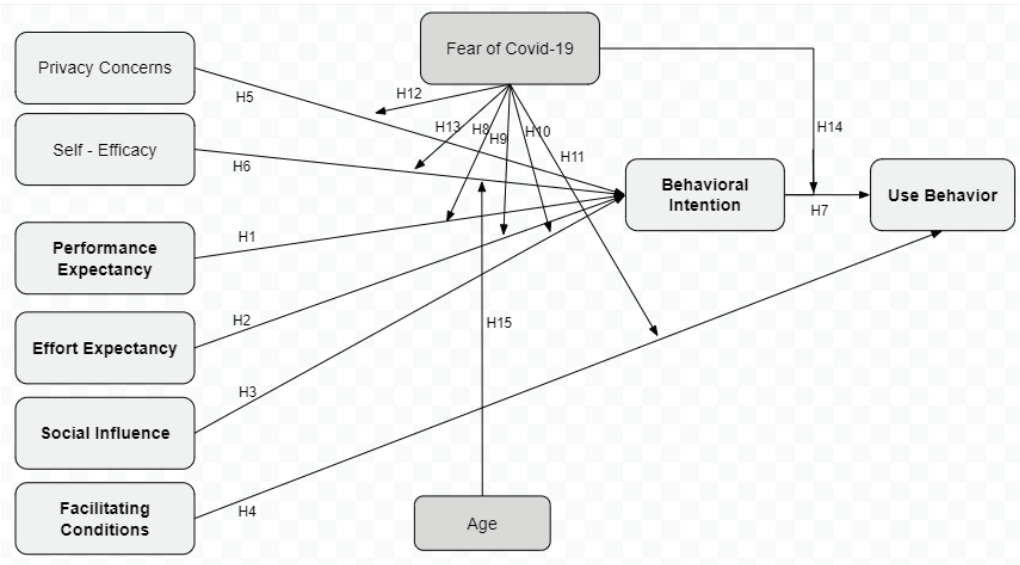 Fear of Covid-19
Privacy Concerns
H12
H5
H13
H8
H9
H10
H14
Self - Efficacy
H6
H11
Behavioral
Intention
Use Behavior
H7
Performance
Expectancy
H1
Effort Expectancy
H2
H15
Social Influence
H3
Facilitating
Conditions
H4
Age